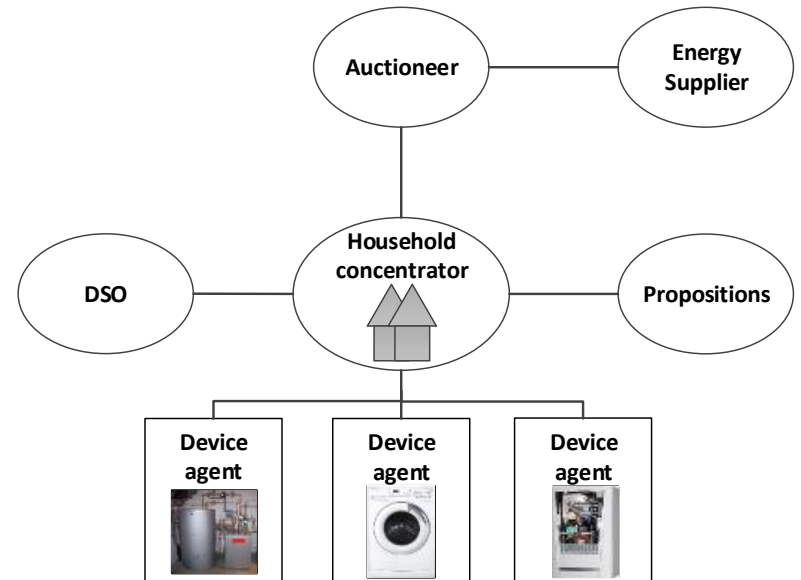 Auctioneer
Energy
Supplier
Household
concentrator
DSO
Propositions
Device
agent
Device
agent
Device
agent